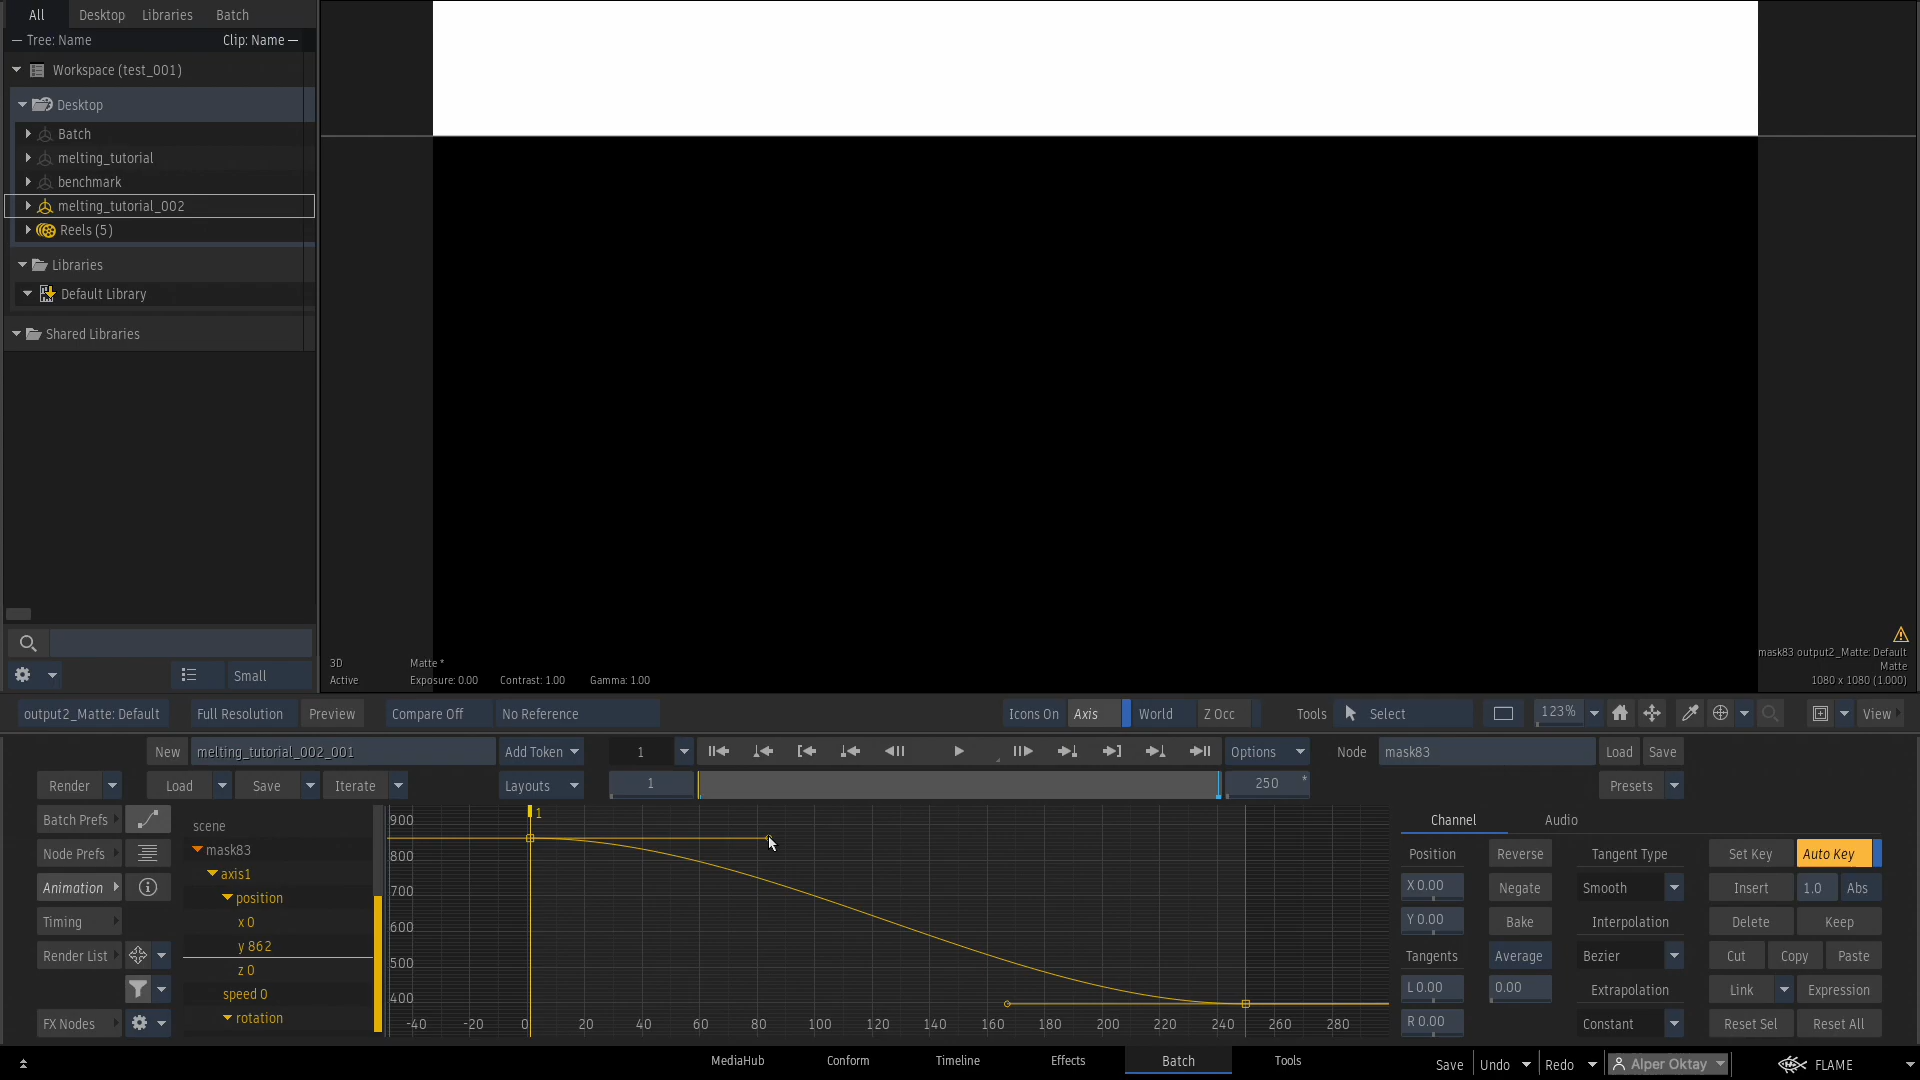 All Desktop Libraries Batch
Tree: Name Clip: Name
Workspace (test_001)
Desktop
Batch
melting_tutorial
benchmark
melting_tutorial_002
Reels (5)
Libraries
Default Library
Shared Libraries
Small
3D Matte *
Active Exposure: 0.00 Contrast: 1.00 Gamma: 1.00
mask83 output2_Matte: Default
Matte
1080 x 1080 (1.000)
output2_Matte: Default Full Resolution Preview Compare Off No Reference Icons On Axis World Z Occ Tools Select 123% View
New melting_tutorial_002_001 Add Token 1 Options Node mask83 Load Save
Render Load Save Iterate Layouts 1 250 * Presets
Batch Prefs
Node Prefs
Animation
Timing
Render List
FX Nodes
scene
mask83
axis1
position
x 0
y 862
z 0
speed 0
rotation
1
900
800
700
600
500
400
-40 -20 0 20 40 60 80 100 120 140 160 180 200 220 240 260 280
Channel Audio
Position Reverse Tangent Type Set Key Auto Key
X 0.00 Negate Smooth Insert 1.0 Abs
Y 0.00 Bake Interpolation Delete Keep
Tangents Average Bezier Cut Copy Paste
L 0.00 0.00 Extrapolation Link Expression
R 0.00 Constant Reset Sel Reset All
MediaHub Conform Timeline Effects Batch Tools Save Undo Redo Alper Oktay FLAME